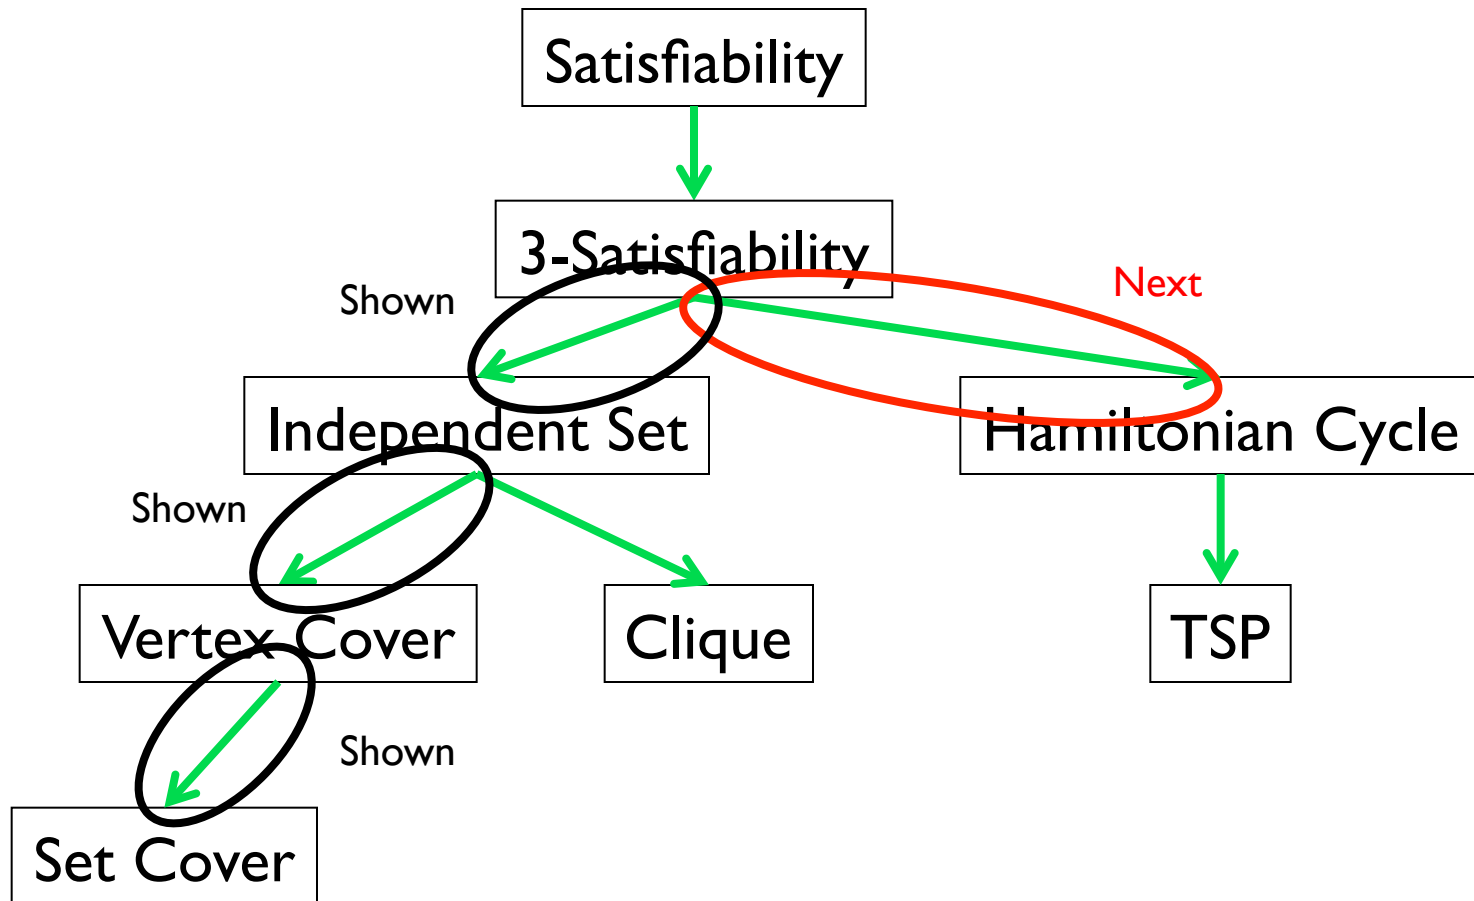 Satisfiability
3-Satisfiability
Shown
Next
Independent Set
Hamiltonian Cycle
Shown
Vertex Cover
Clique
TSP
Shown
Set Cover